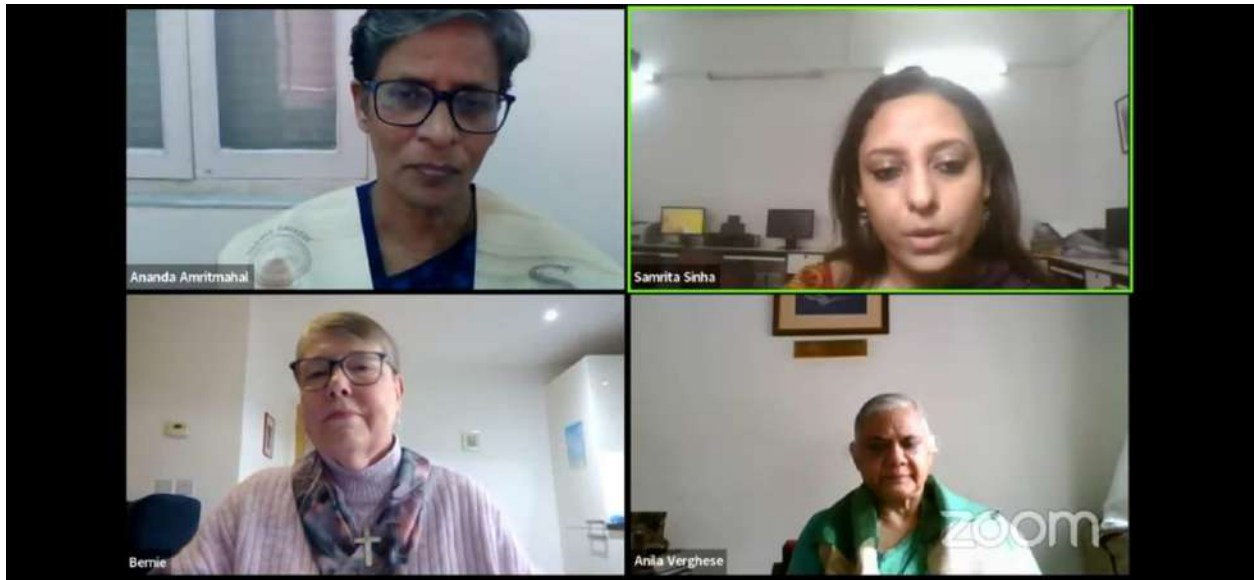 Ananda Amritmahal
Samrita Sinha
Bernie
Anila Verghese
zoom